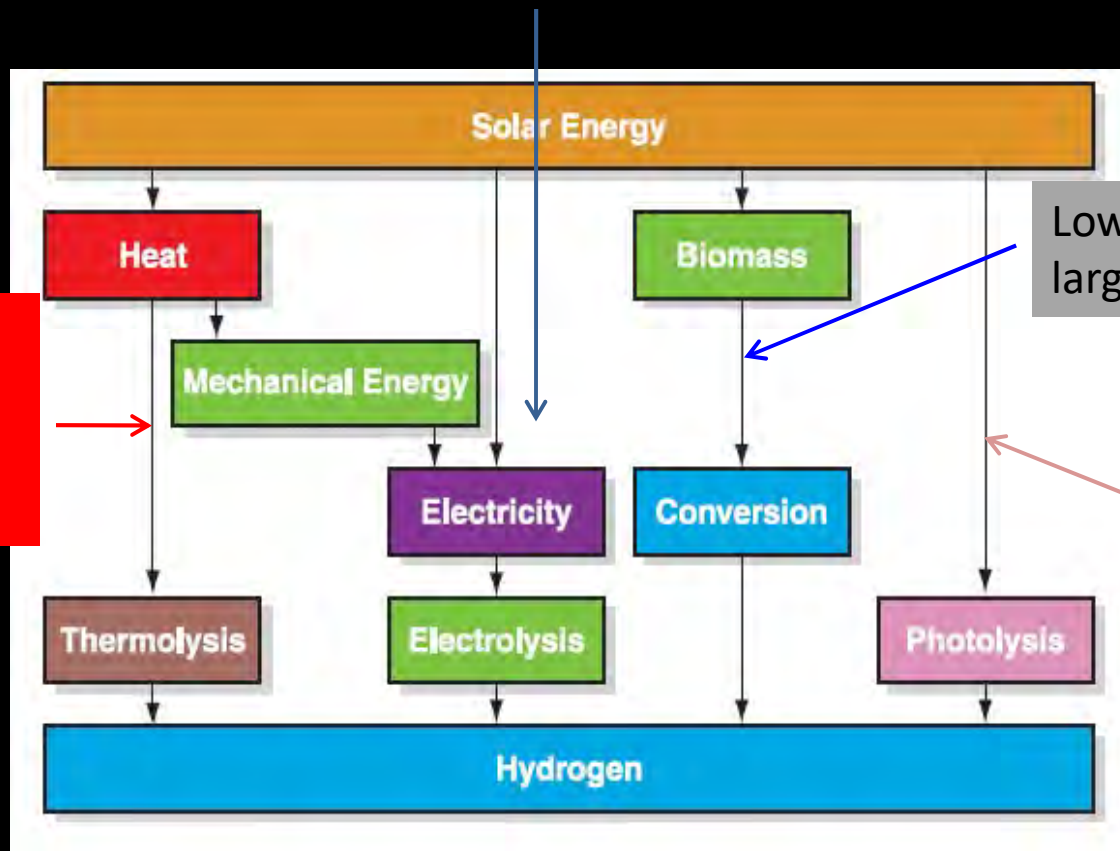 Solar Energy
Heat
Biomass
Low
larg
Mechanical Energy
Electricity
Conversion
Thermolysis
Electrolysis
Photolysis
Hydrogen